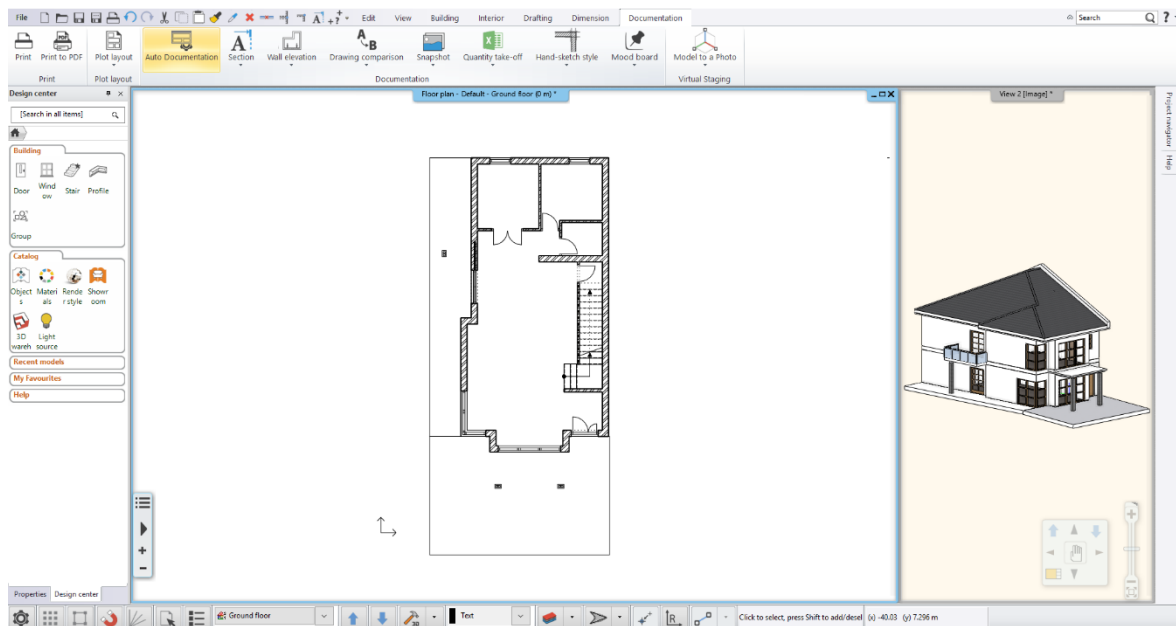 File Edit View Building Interior Drafting Dimension Documentation Search ?
Print Print to PDF Plot layout Auto Documentation Section Wall elevation Drawing comparison Snapshot Quantity take-off Hand-sketch style Mood board Model to a Photo
Print Plot layout Documentation Virtual Staging
Design center
Floor plan - Default - Ground floor (0 m) *
View 2 [Image] *
[Search in all items]
Building
Door Wind Stair Profile
ow
Group
Catalog
Object Materi Rende Showr
s als r style oom
3D Light
wareh source
Recent models
My Favourites
Help
Project navigator
Help
Properties Design center
Ground floor
Text
Click to select, press Shift to add/desel (x) -40.03 (y) 7.296 m